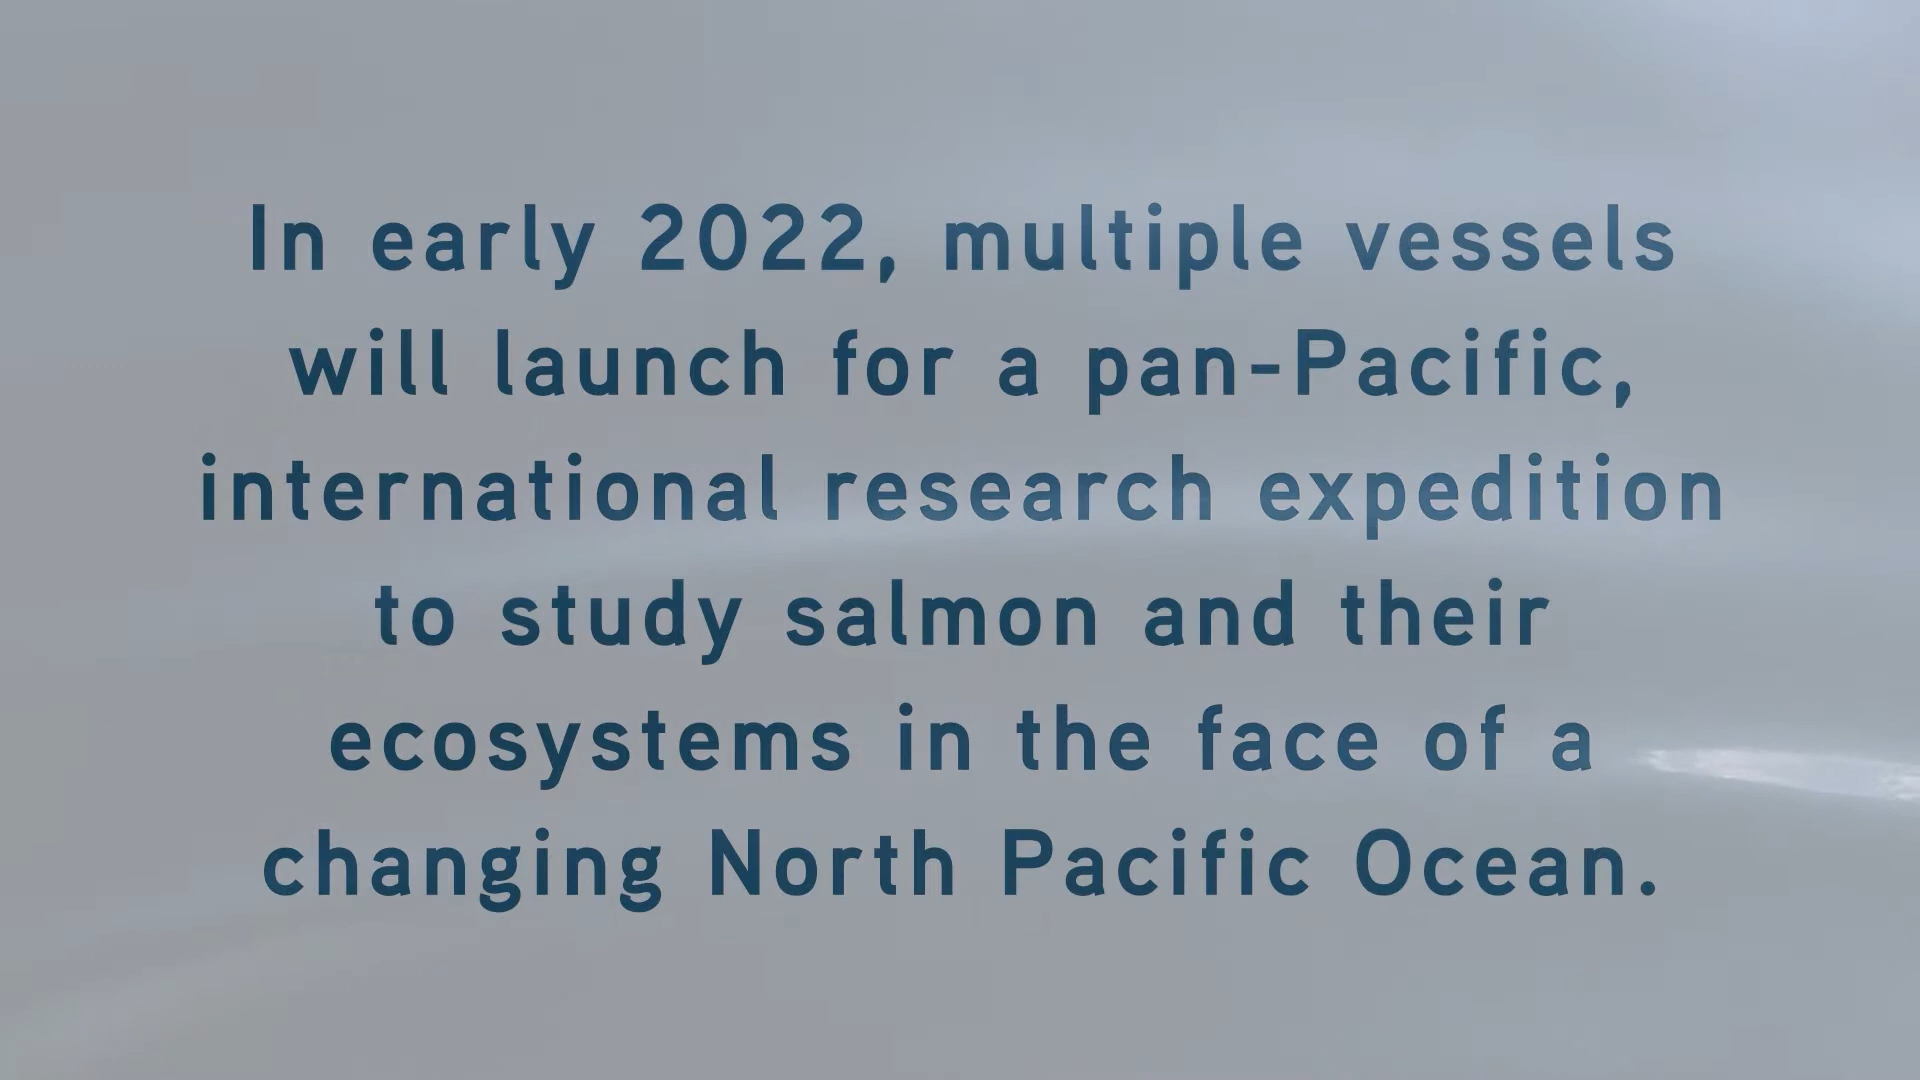 In early 2022, multiple vessels
will launch for a pan-Pacific,
international research expedition
to study salmon and their
ecosystems in the face of a
changing North Pacific Ocean.